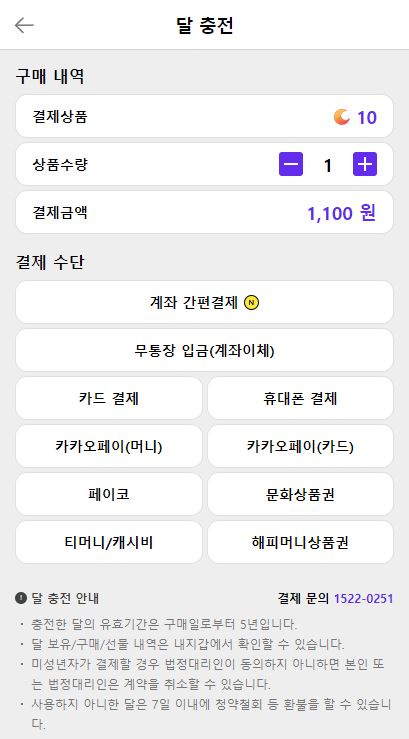 달 충전
구매 내역
결제상품 10
상품수량 1
결제금액 1,100 원
결제 수단
계좌 간편결제 N
무통장 입금(계좌이체)
카드 결제 휴대폰 결제
카카오페이(머니) 카카오페이(카드)
페이코 문화상품권
티머니/캐시비 해피머니상품권
달 충전 안내 결제 문의 1522-0251
· 충전한 달의 유효기간은 구매일로부터 5년입니다.
· 달 보유/구매/선물 내역은 내지갑에서 확인할 수 있습니다.
· 미성년자가 결제할 경우 법정대리인이 동의하지 아니하면 본인 또
는 법정대리인은 계약을 취소할 수 있습니다.
· 사용하지 아니한 달은 7일 이내에 청약철회 등 환불을 할 수 있습니
다.